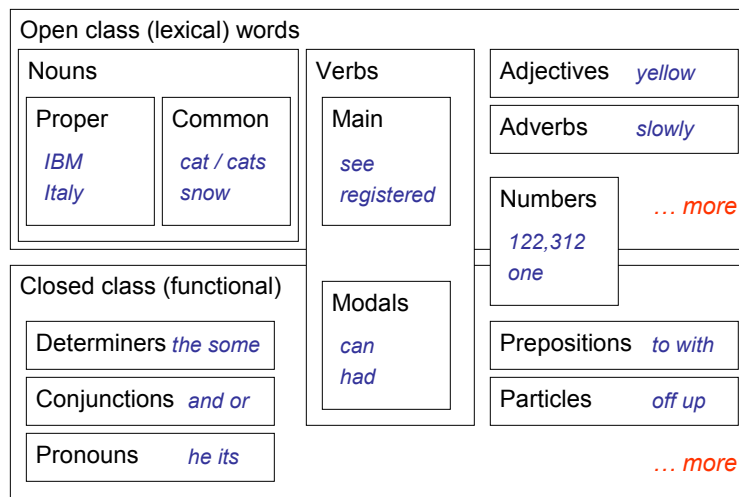 Open class (lexical) words
Nouns
Verbs
Adjectives yellow
Proper
Common
Main
Adverbs slowly
IBM
Italy
cat / cats
snow
see
registered
Numbers
… more
122,312
one
Closed class (functional)
Modals
Determiners the some
can
had
Prepositions to with
Conjunctions and or
Particles off up
Pronouns he its
… more